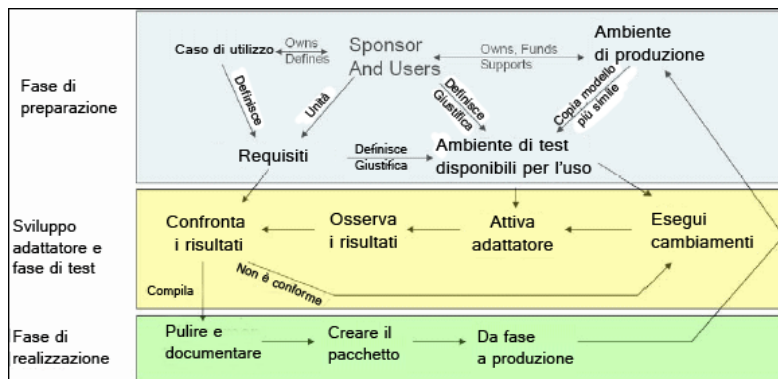 Fase di
preparazione
Caso di utilizzo
Owns
Defines
Sponsor
And Users
Owns, Funds
Supports
Ambiente
di produzione
Definisce
Unità
Definisce
Giustifica
Copia modello
più simile
Requisiti
Definisce
Giustifica
Ambiente di test
disponibili per l'uso
Sviluppo
adattatore e
fase di test
Confronta
i risultati
Osserva
i risultati
Attiva
adattatore
Esegui
cambiamenti
Compila
Non è conforme
Fase di
realizzazione
Pulire e
documentare
Creare il
pacchetto
Da fase
a produzione